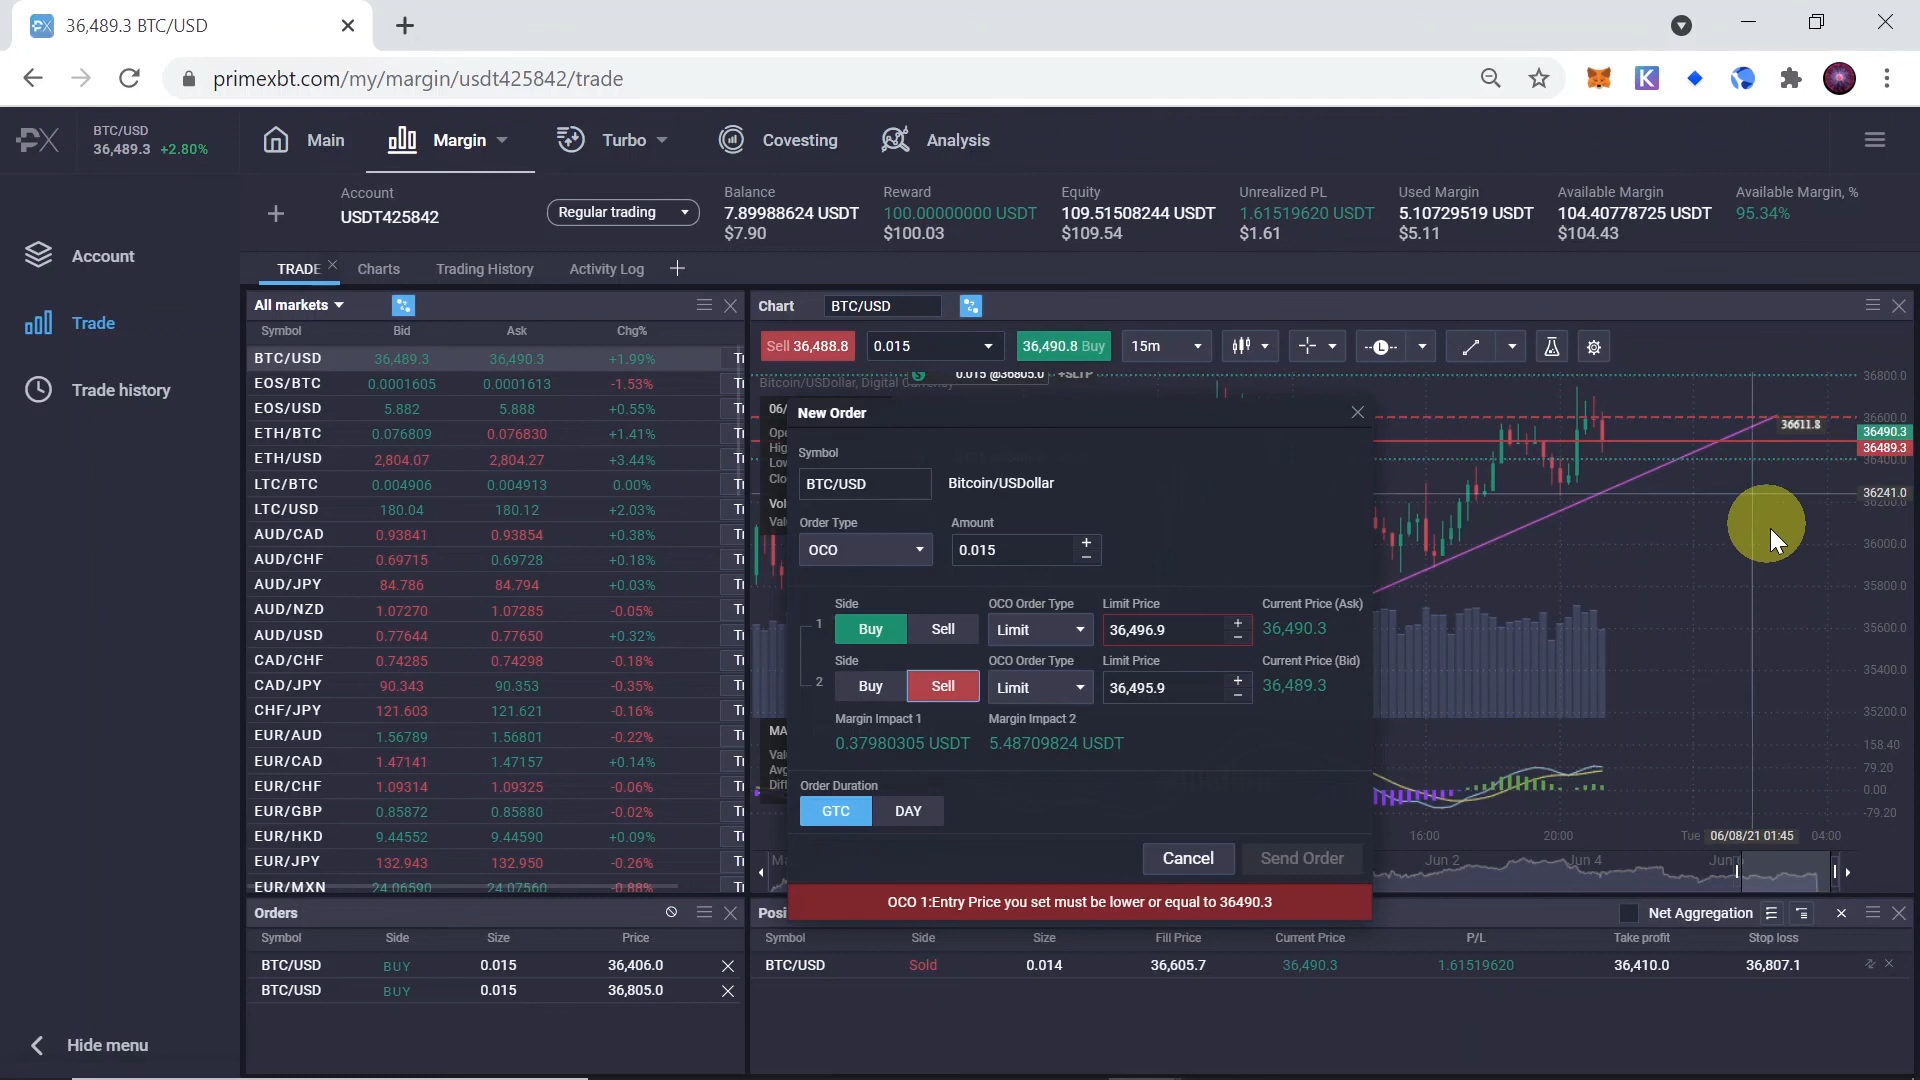 36,489.3 BTC/USD
primexbt.com/my/margin/usdt425842/trade
PX
BTC/USD
36,489.3 +2.80%
Main
Margin
Turbo
Covesting
Analysis
Account
USDT425842
Regular trading
Balance
7.89988624 USDT
$7.90
Reward
100.00000000 USDT
$100.03
Equity
109.51508244 USDT
$109.54
Unrealized PL
1.61519620 USDT
$1.61
Used Margin
5.10729519 USDT
$5.11
Available Margin
104.40778725 USDT
$104.43
Available Margin, %
95.34%
Account
Trade
Trade history
Hide menu
TRADE
Charts
Trading History
Activity Log
All markets
Symbol Bid Ask Chg%
BTC/USD 36,489.3 36,490.3 +1.99%
EOS/BTC 0.0001605 0.0001613 -1.53%
EOS/USD 5.882 5.888 +0.55%
ETH/BTC 0.076809 0.076830 +1.41%
ETH/USD 2,804.07 2,804.27 +3.44%
LTC/BTC 0.004906 0.004913 0.00%
LTC/USD 180.04 180.12 +2.03%
AUD/CAD 0.93841 0.93854 +0.38%
AUD/CHF 0.69715 0.69728 +0.18%
AUD/JPY 84.786 84.794 +0.03%
AUD/NZD 1.07270 1.07285 -0.05%
AUD/USD 0.77644 0.77650 +0.32%
CAD/CHF 0.74285 0.74298 -0.18%
CAD/JPY 90.343 90.353 -0.35%
CHF/JPY 121.603 121.621 -0.16%
EUR/AUD 1.56789 1.56801 -0.22%
EUR/CAD 1.47141 1.47157 +0.14%
EUR/CHF 1.09314 1.09325 -0.06%
EUR/GBP 0.85872 0.85880 -0.02%
EUR/HKD 9.44552 9.44590 +0.09%
EUR/JPY 132.943 132.950 -0.26%
EUR/MXN 24.06590 24.07560 -0.88%
Chart BTC/USD
Sell 36,488.8
0.015
36,490.8 Buy
15m
Bitcoin/USDollar, Digital
0.015 @36805.0 +SLTP
New Order
Symbol
BTC/USD Bitcoin/USDollar
Order Type Amount
OCO 0.015
Side OCO Order Type Limit Price Current Price (Ask)
1 Buy Sell Limit 36,496.9 36,490.3
Side OCO Order Type Limit Price Current Price (Bid)
2 Buy Sell Limit 36,495.9 36,489.3
Margin Impact 1 Margin Impact 2
0.37980305 USDT 5.48709824 USDT
Order Duration
GTC DAY
Cancel Send Order
OCO 1:Entry Price you set must be lower or equal to 36490.3
36611.8
36800.0
36600.0
36490.3
36489.3
36400.0
36241.0
36200.0
36000.0
35800.0
35600.0
35400.0
35200.0
158.40
79.20
0.00
-79.20
16:00 20:00 Tue 06/08/21 01:45 04:00
Jun 2 Jun 4
Orders
Symbol Side Size Price
BTC/USD BUY 0.015 36,406.0
BTC/USD BUY 0.015 36,805.0
Net Aggregation
Symbol Side Size Fill Price Current Price P/L Take profit Stop loss
BTC/USD Sold 0.014 36,605.7 36,490.3 1.61519620 36,410.0 36,807.1